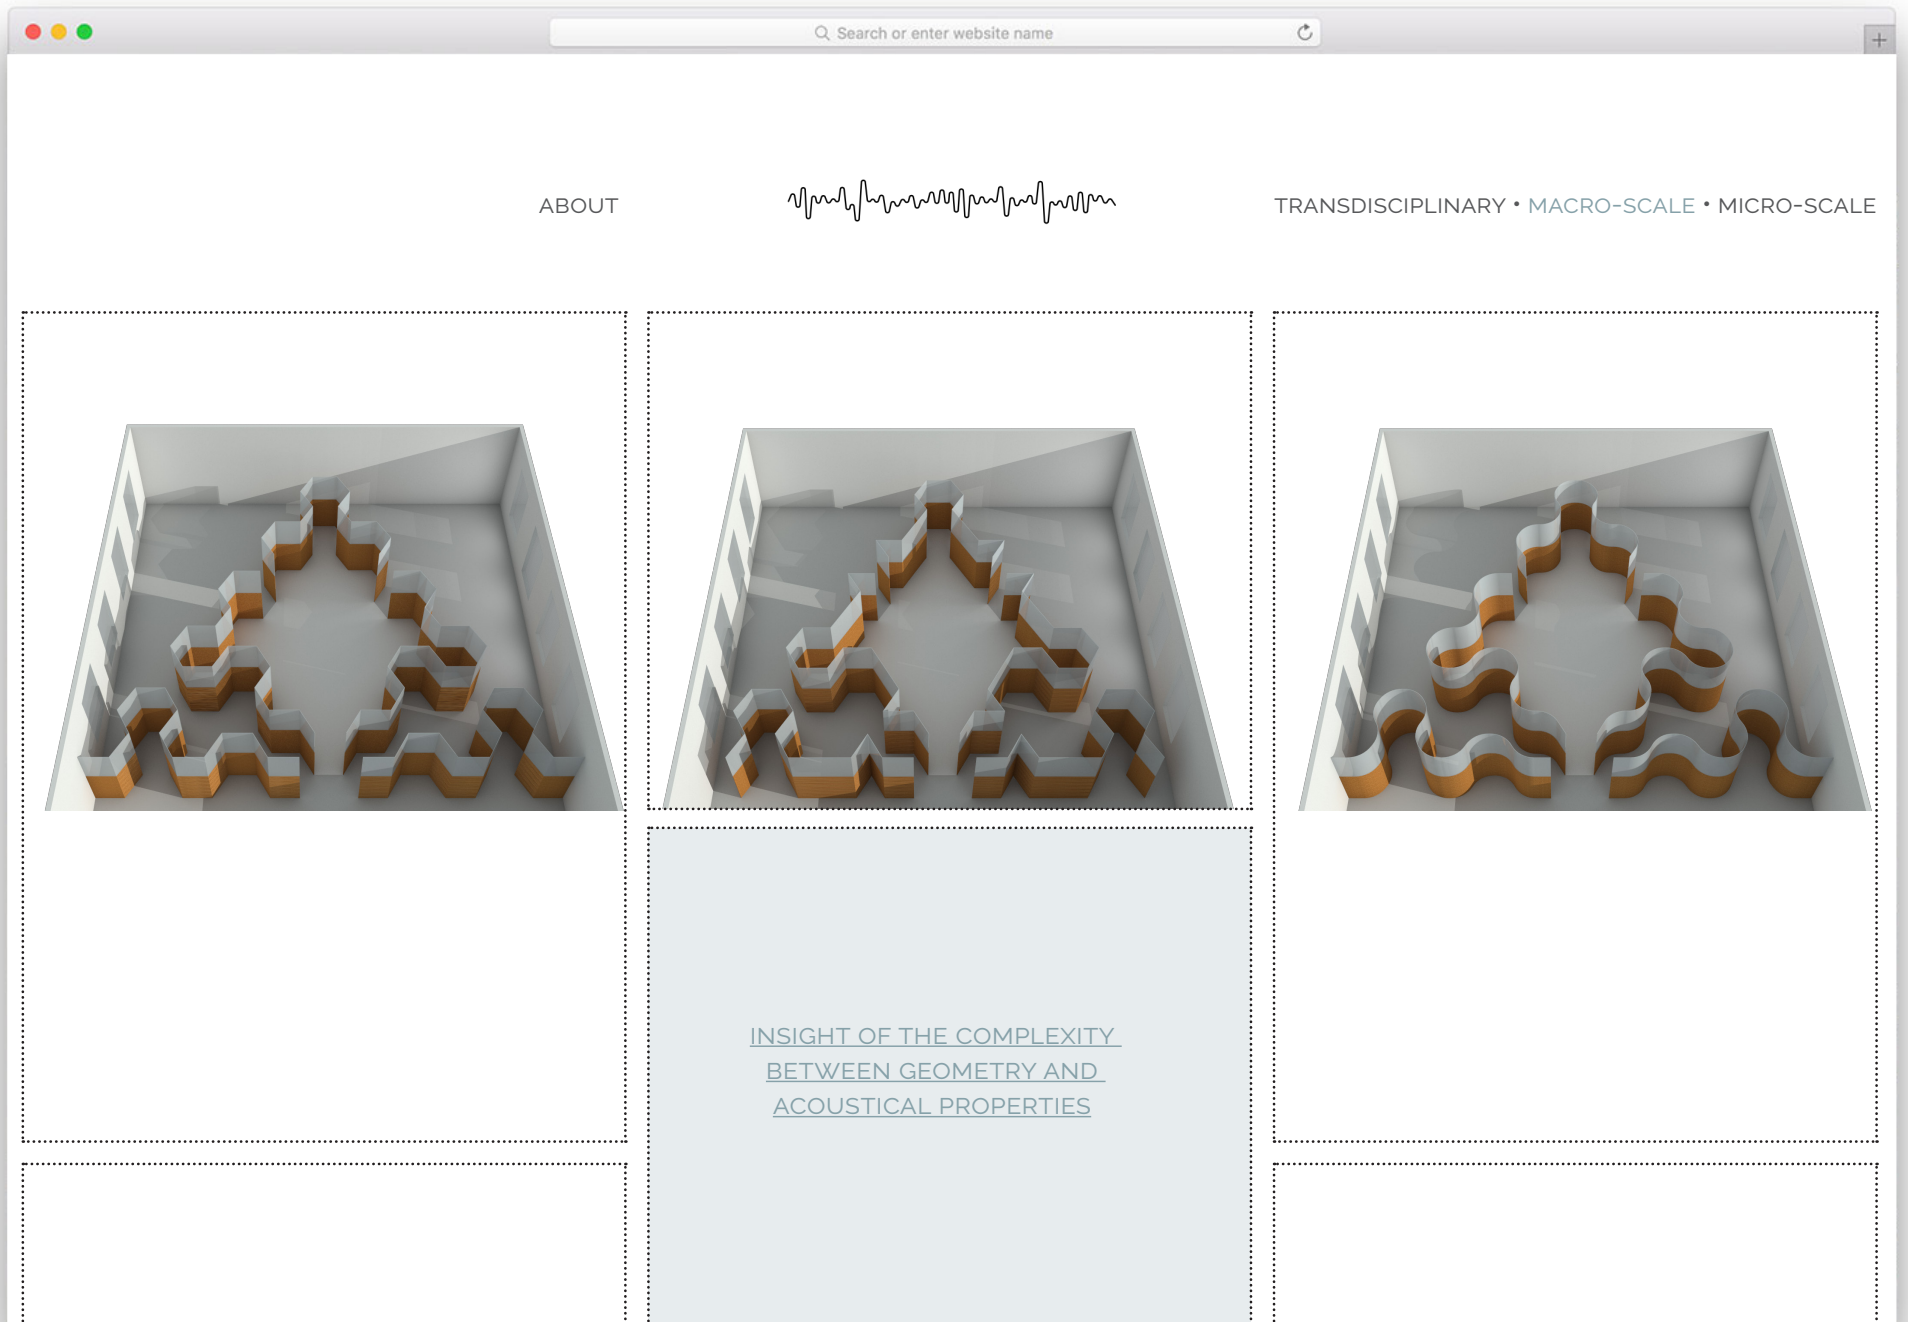 Search or enter website name
ABOUT
TRANSDISCIPLINARY • MACRO-SCALE • MICRO-SCALE
INSIGHT OF THE COMPLEXITY
BETWEEN GEOMETRY AND
ACOUSTICAL PROPERTIES